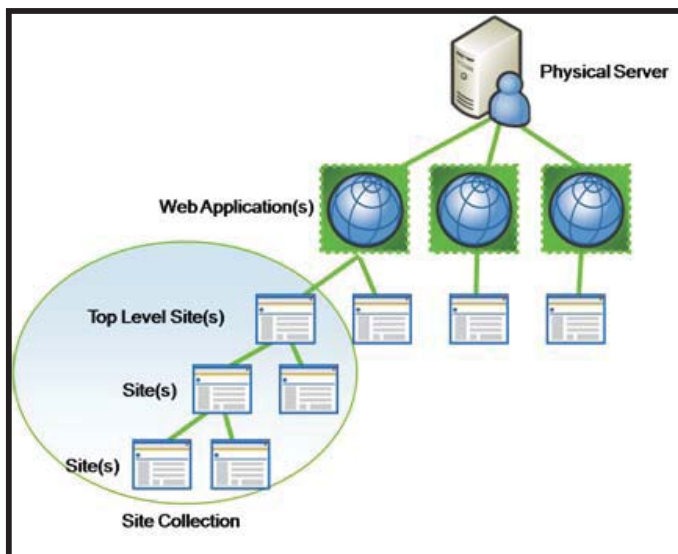 Physical Server
Web Application(s)
Top Level Site(s)
Site(s)
Site(s)
Site Collection